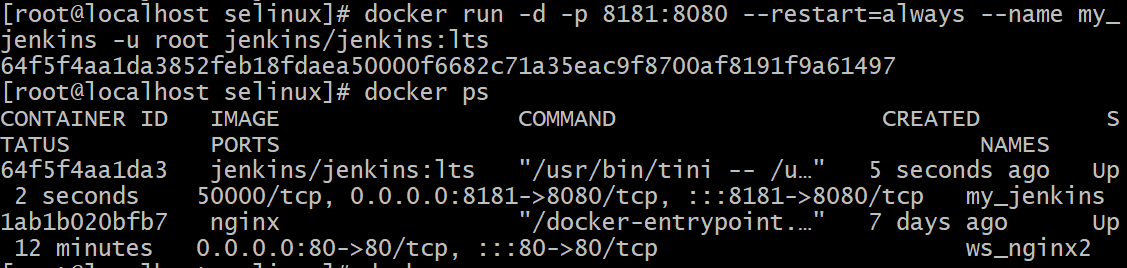 [root@localhost selinux]# docker run -d -p 8181:8080 --restart=always --name my_
jenkins -u root jenkins/jenkins:lts
64f5f4aa1da3852feb18fdaea50000f6682c71a35eac9f8700af8191f9a61497
[root@localhost selinux]# docker ps
CONTAINER ID   IMAGE                 COMMAND                  CREATED         S
TATUS          PORTS                                                  NAMES
64f5f4aa1da3   jenkins/jenkins:lts   "/usr/bin/tini -- /u…"   5 seconds ago   Up
 2 seconds     50000/tcp, 0.0.0.0:8181->8080/tcp, :::8181->8080/tcp   my_jenkins
1ab1b020bfb7   nginx                 "/docker-entrypoint.…"   7 days ago      Up
 12 minutes    0.0.0.0:80->80/tcp, :::80->80/tcp                      ws_nginx2